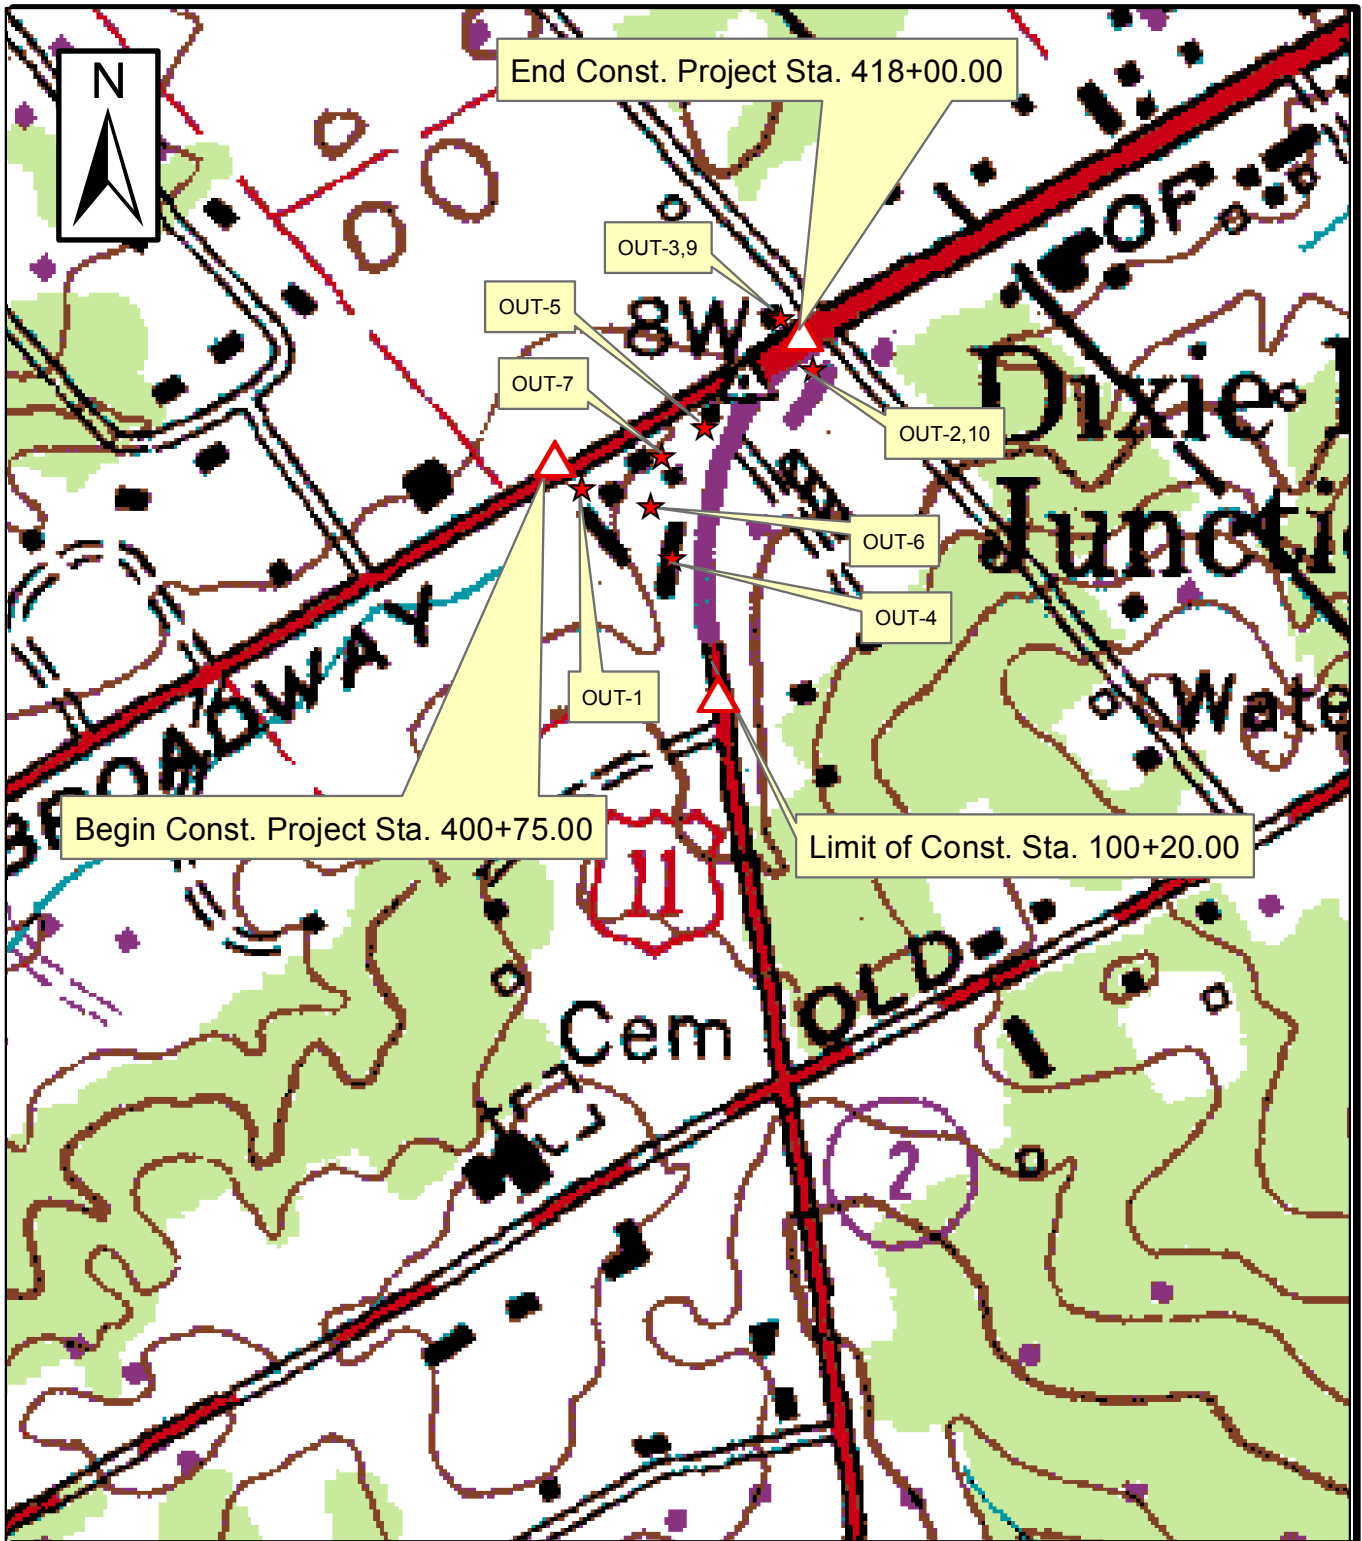 N
End Const. Project Sta. 418+00.00
OF
OUT-3,9
OUT-5
8W
OUT-7
Dixie
OUT-2,10
Juncti
OUT-6
OUT-4
BROADWAY
OUT-1
Wate
Begin Const. Project Sta. 400+75.00
Limit of Const. Sta. 100+20.00
11
OLD
Cem
2